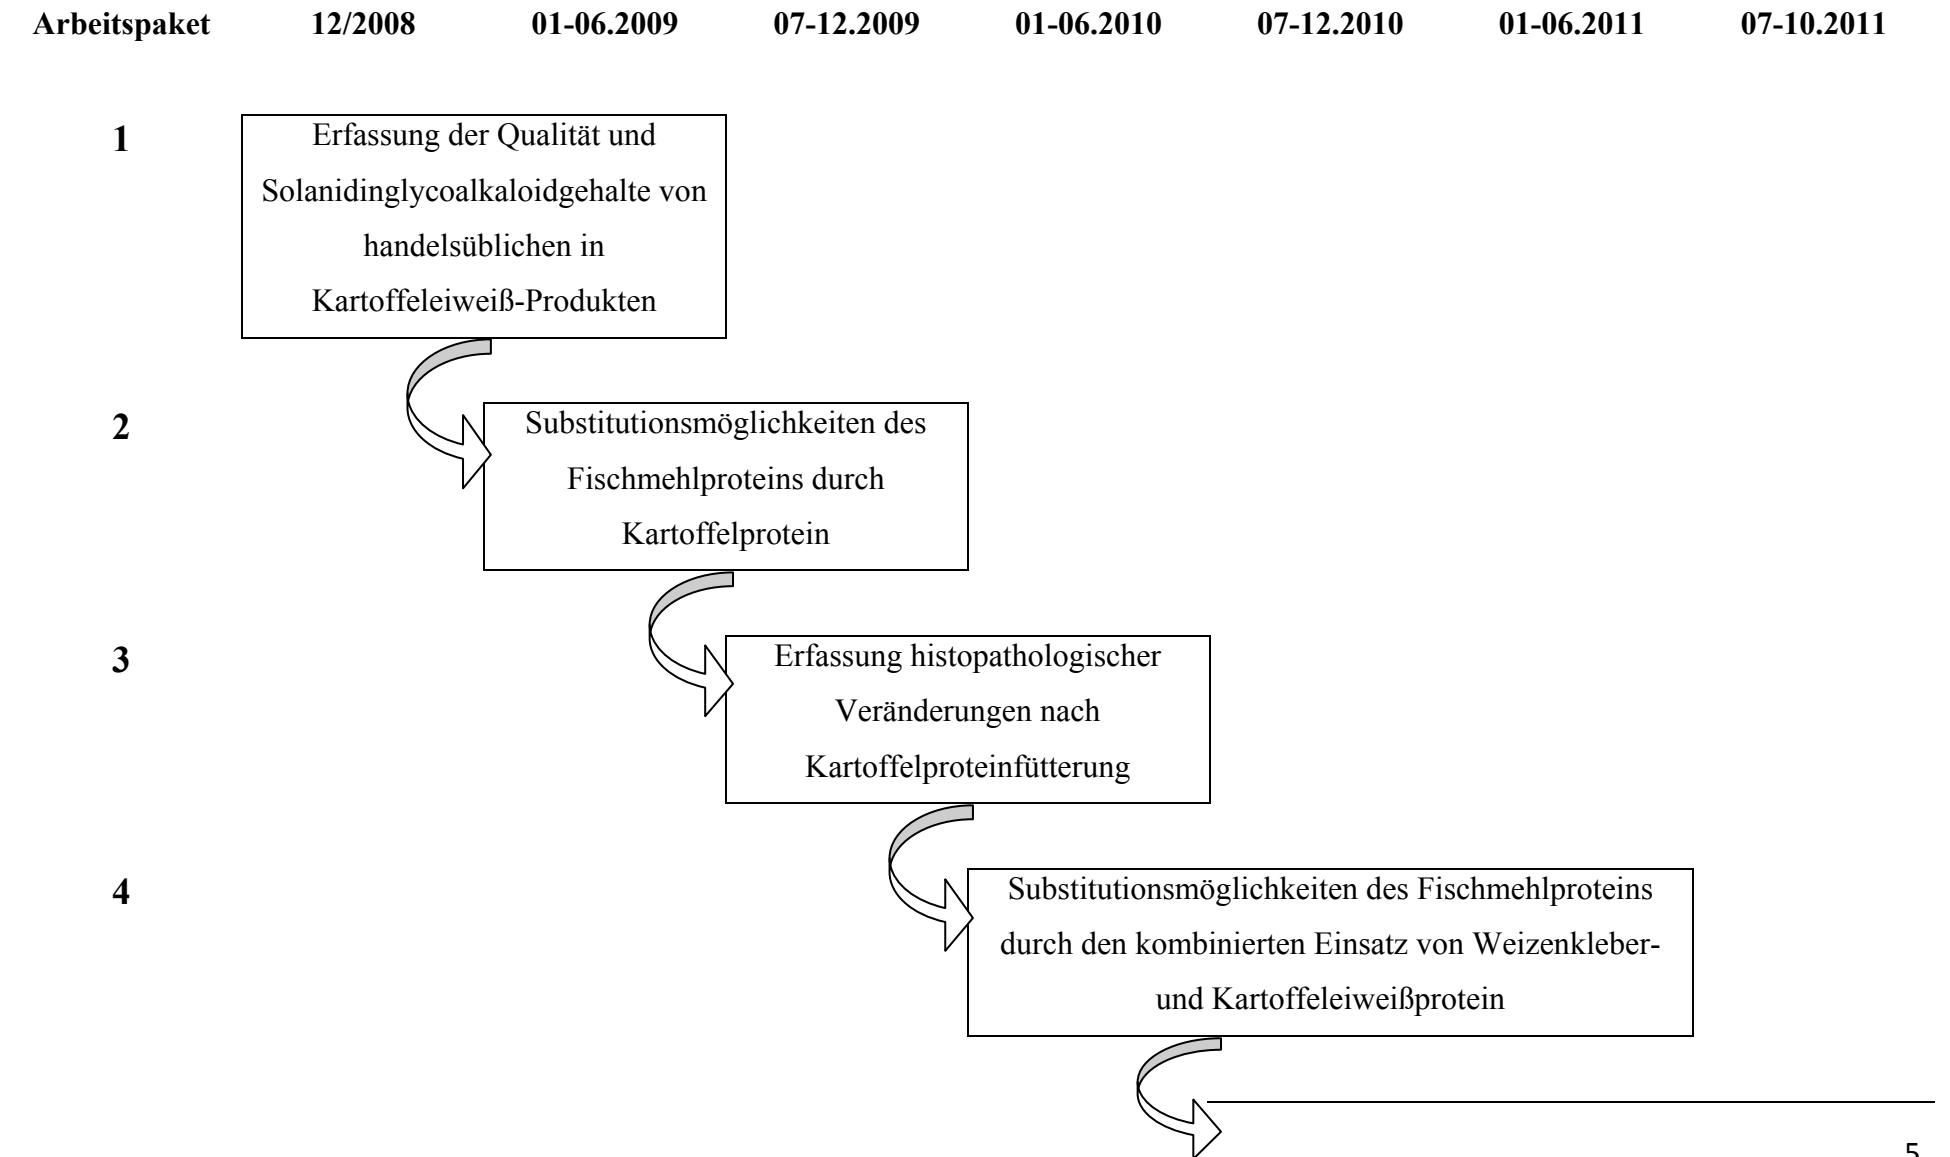 Arbeitspaket 12/2008 01-06.2009 07-12.2009 01-06.2010 07-12.2010 01-06.2011 07-10.2011
1
Erfassung der Qualität und
Solanidinglycoalkaloidgehalte von
handelsüblichen in
Kartoffeleiweiß-Produkten
2
Substitutionsmöglichkeiten des
Fischmehlproteins durch
Kartoffelprotein
3
Erfassung histopathologischer
Veränderungen nach
Kartoffelproteinfütterung
4
Substitutionsmöglichkeiten des Fischmehlproteins
durch den kombinierten Einsatz von Weizenkleber-
und Kartoffeleiweißprotein
5